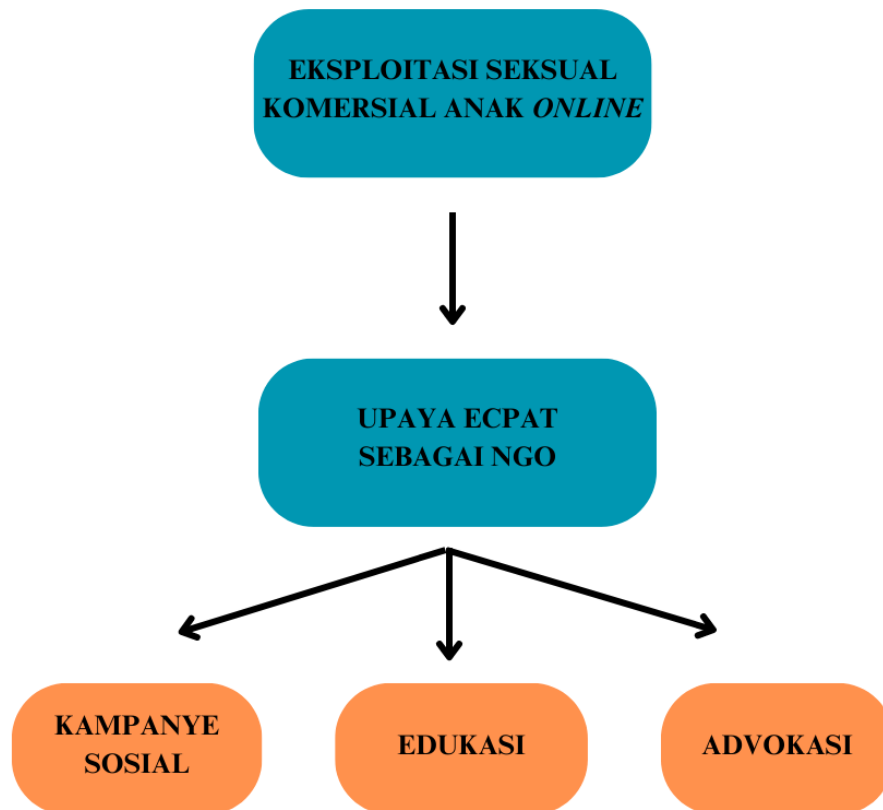 EKSPLOITASI SEKSUAL
KOMERSIAL ANAK ONLINE
UPAYA ECPAT
SEBAGAI NGO
KAMPANYE
SOSIAL
EDUKASI
ADVOKASI